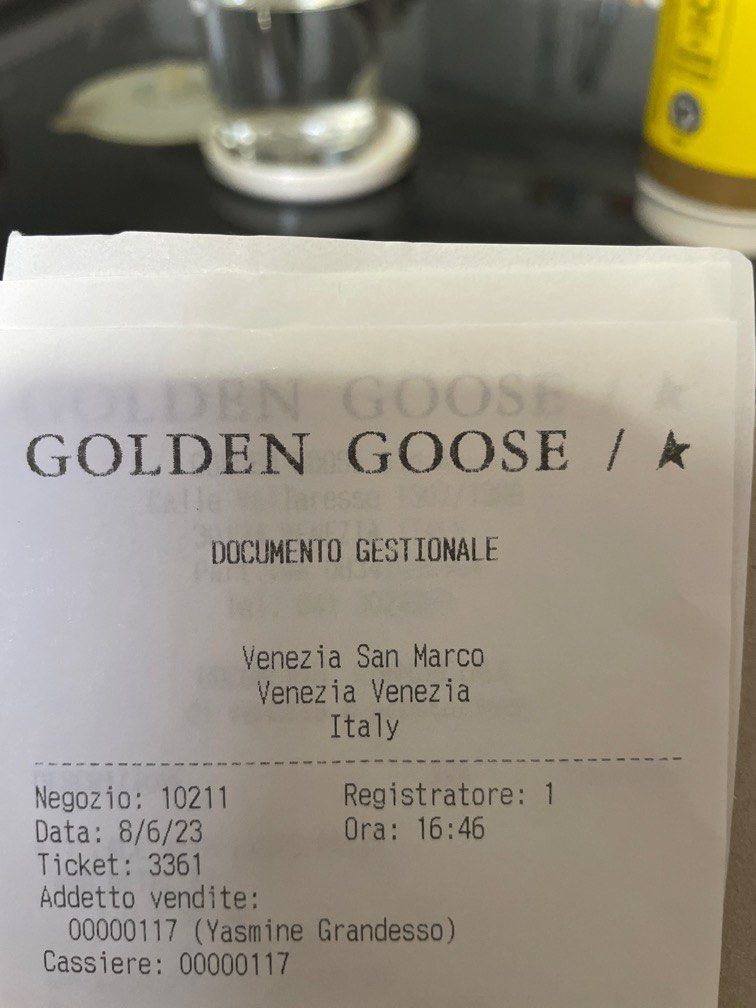 GOLDEN GOOSE / ★
DOCUMENTO GESTIONALE
Venezia San Marco
Venezia Venezia
Italy
Negozio: 10211 Registratore: 1
Data: 8/6/23 Ora: 16:46
Ticket: 3361
Addetto vendite:
00000117 (Yasmine Grandesso)
Cassiere: 00000117